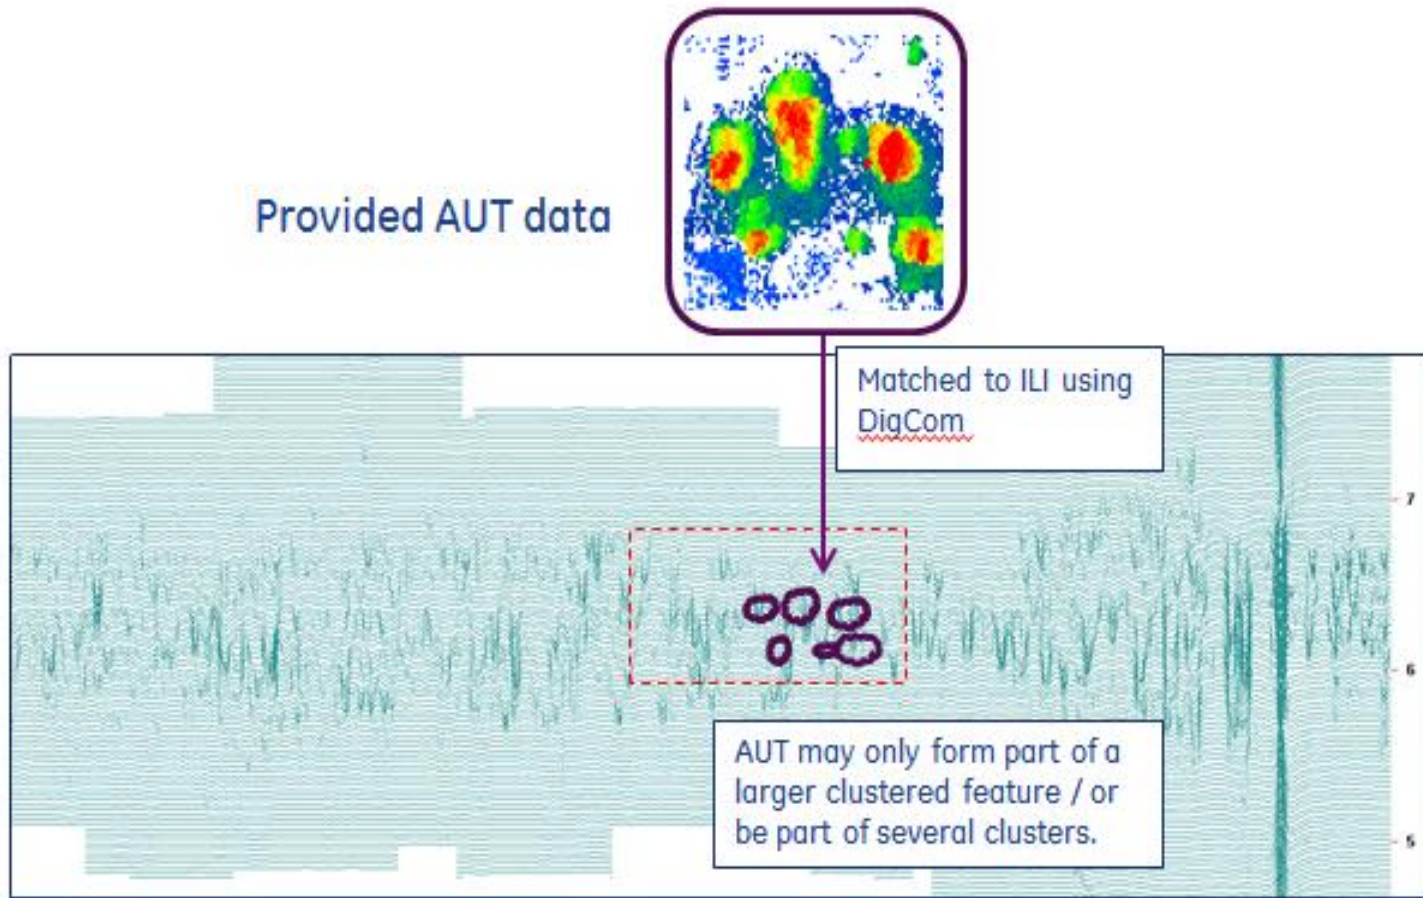 Provided AUT data
Matched to ILI using
DigCom
7
6
AUT may only form part of a
larger clustered feature / or
be part of several clusters.
5